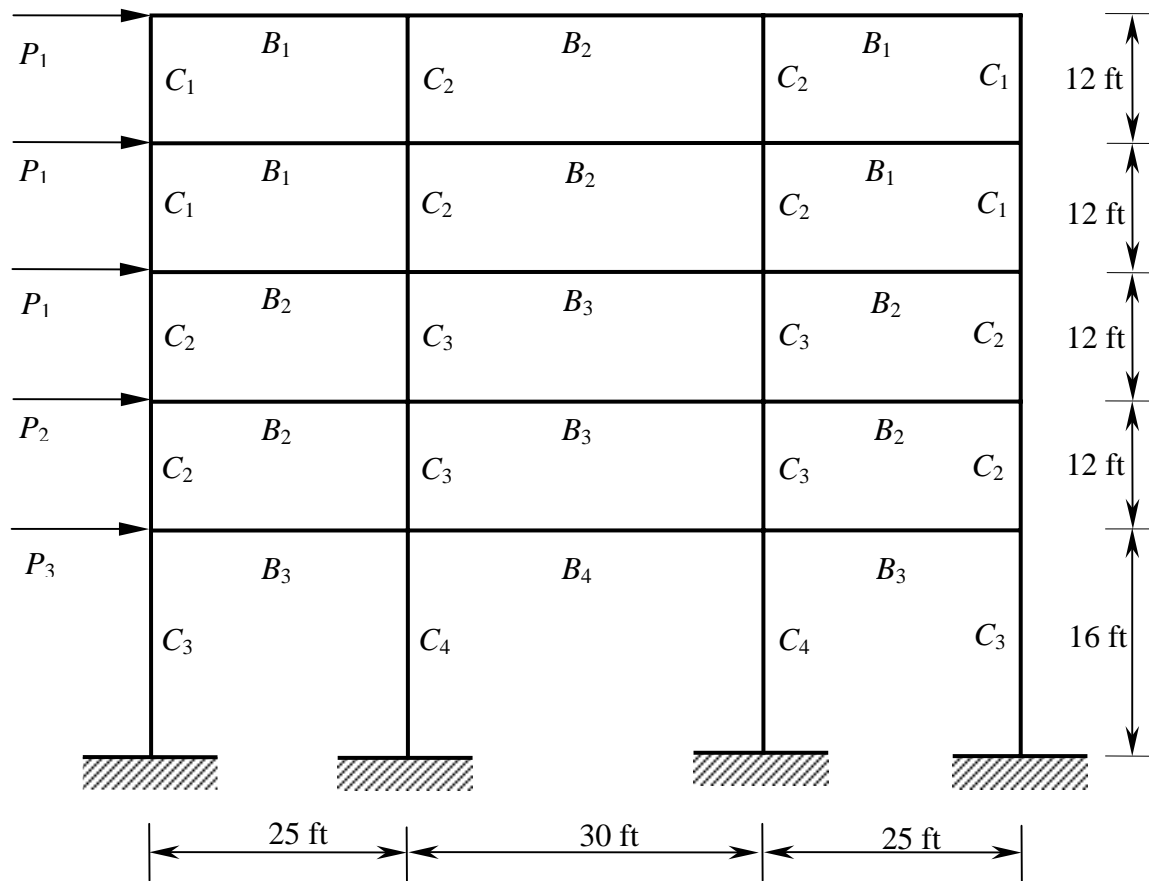 P₁ B₁ B₂ B₁
C₁ C₂ C₂ C₁ 12 ft
P₁ B₁ B₂ B₁
C₁ C₂ C₂ C₁ 12 ft
P₁ B₂ B₃ B₂
C₂ C₃ C₃ C₂ 12 ft
P₂ B₂ B₃ B₂
C₂ C₃ C₃ C₂ 12 ft
P₃ B₃ B₄ B₃
C₃ C₄ C₄ C₃ 16 ft
25 ft 30 ft 25 ft